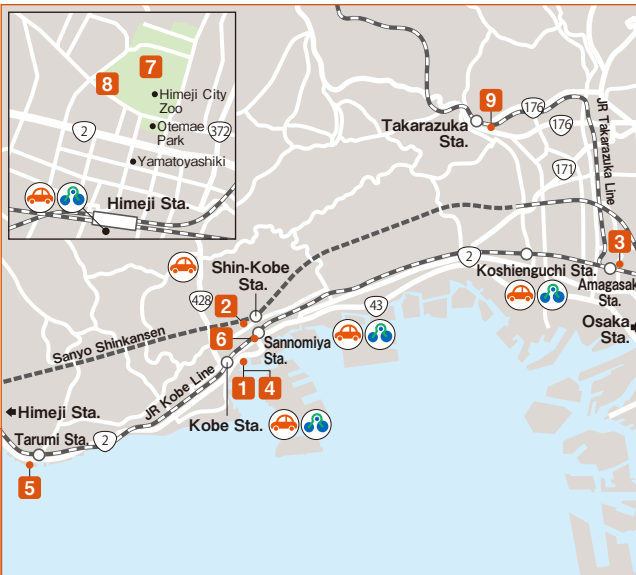 7
8
Himeji City
Zoo
2
Otemae
Park
372
Yamatoyashiki
Himeji Sta.
9
Takarazuka
Sta.
176
176
171
JR Takarazuka Line
3
Shin-Kobe
Sta.
2
Koshienguchi Sta.
Amagasak
Sta.
428
2
43
Osaka
Sta.
6
Sannomiya
Sta.
Sanyo Shinkansen
1
4
JR Kobe Line
Himeji Sta.
Kobe Sta.
Tarumi Sta.
2
5